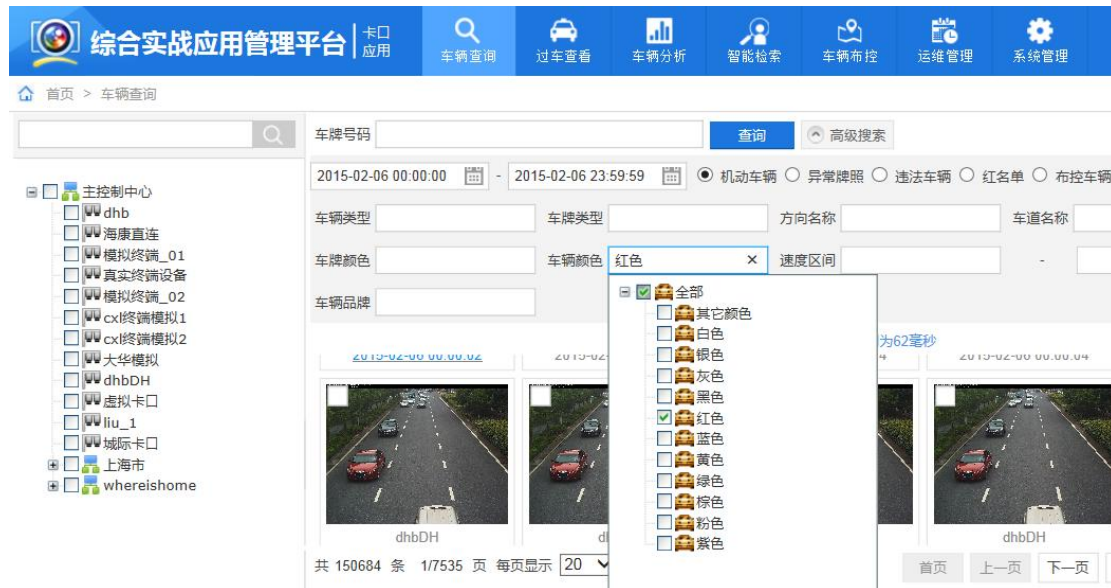 综合实战应用管理平台 卡口应用
车辆查询 过车查看 车辆分析 智能检索 车辆布控 运维管理 系统管理
首页 > 车辆查询
车牌号码 查询 高级搜索
2015-02-06 00:00:00 - 2015-02-06 23:59:59 机动车辆 异常牌照 违法车辆 红名单 布控车辆
车辆类型 车牌类型 方向名称 车道名称
车牌颜色 车辆颜色 红色 × 速度区间 -
车辆品牌
主控制中心
dhb
海康直连
模拟终端_01
真实终端设备
模拟终端_02
cxl终端模拟1
cxl终端模拟2
大华模拟
dhbDH
虚拟卡口
liu_1
城际卡口
上海市
whereishome
全部
其它颜色
白色
银色
灰色
黑色
红色
蓝色
黄色
绿色
棕色
粉色
紫色
为62毫秒
2015-02-06 00:00:02 2015-02- 4 2015-02-06 00:00:04
dhbDH d dhbDH
共 150684 条 1/7535 页 每页显示 20 首页 上一页 下一页